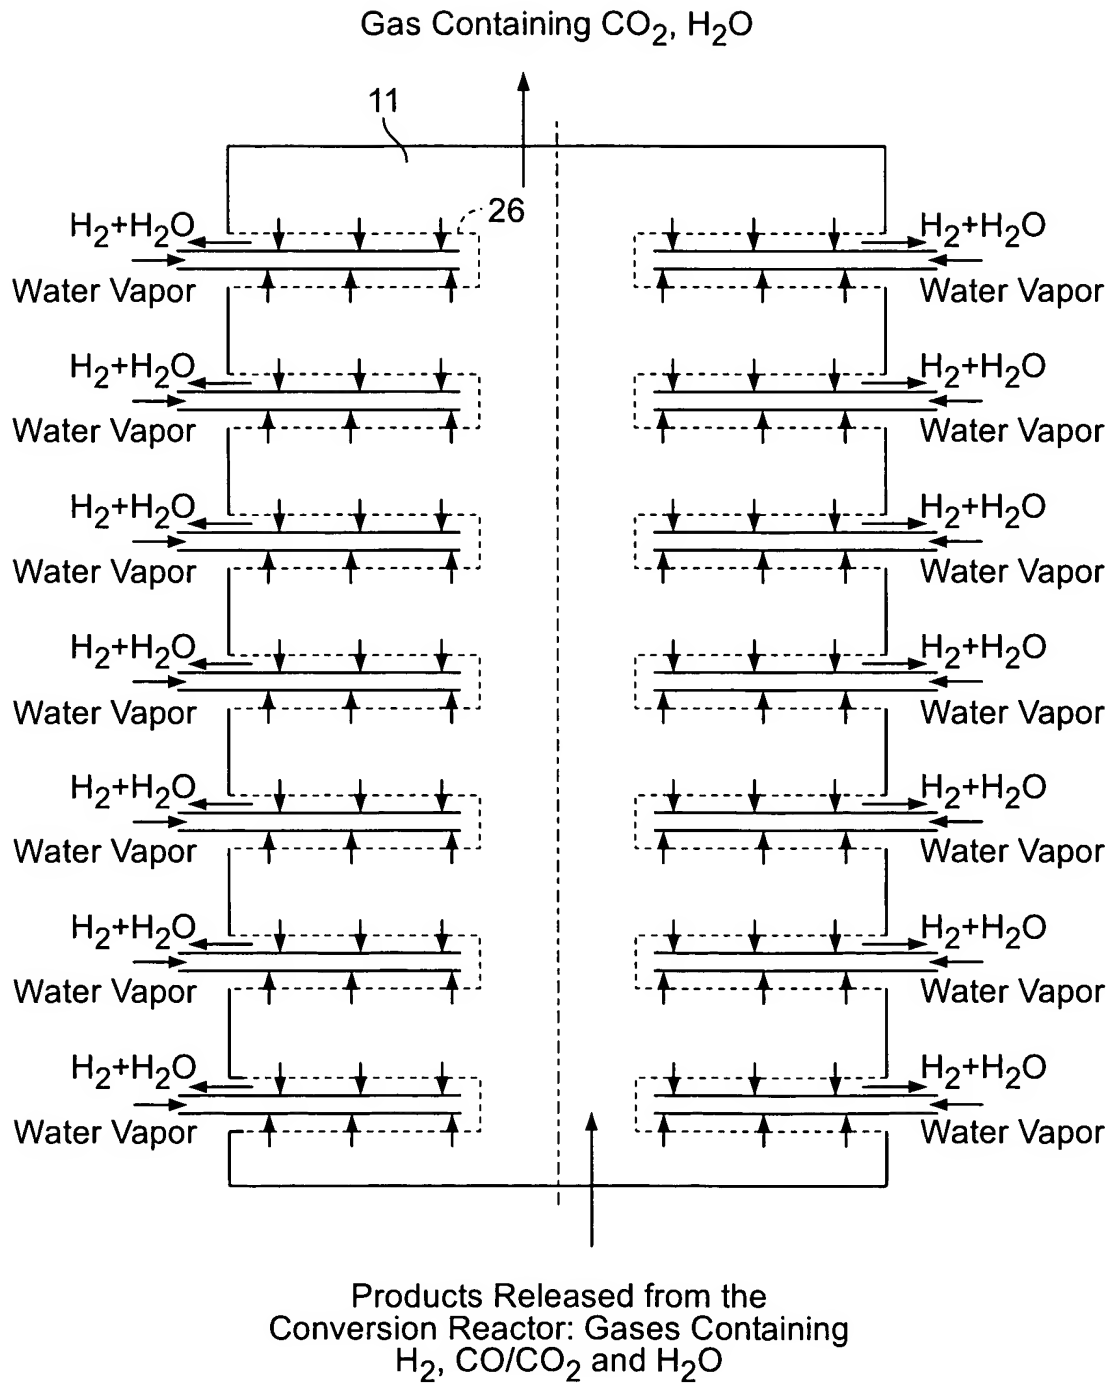 Gas Containing CO₂, H₂O
11
26
H₂+H₂O H₂+H₂O
Water Vapor Water Vapor
H₂+H₂O H₂+H₂O
Water Vapor Water Vapor
H₂+H₂O H₂+H₂O
Water Vapor Water Vapor
H₂+H₂O H₂+H₂O
Water Vapor Water Vapor
H₂+H₂O H₂+H₂O
Water Vapor Water Vapor
H₂+H₂O H₂+H₂O
Water Vapor Water Vapor
H₂+H₂O H₂+H₂O
Water Vapor Water Vapor
Products Released from the
Conversion Reactor: Gases Containing
H₂, CO/CO₂ and H₂O